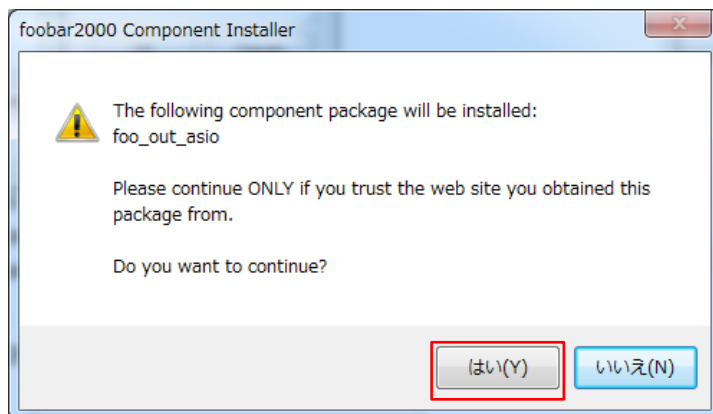 foobar2000 Component Installer
The following component package will be installed:
foo_out_asio
Please continue ONLY if you trust the web site you obtained this
package from.
Do you want to continue?
はい(Y)
いいえ(N)